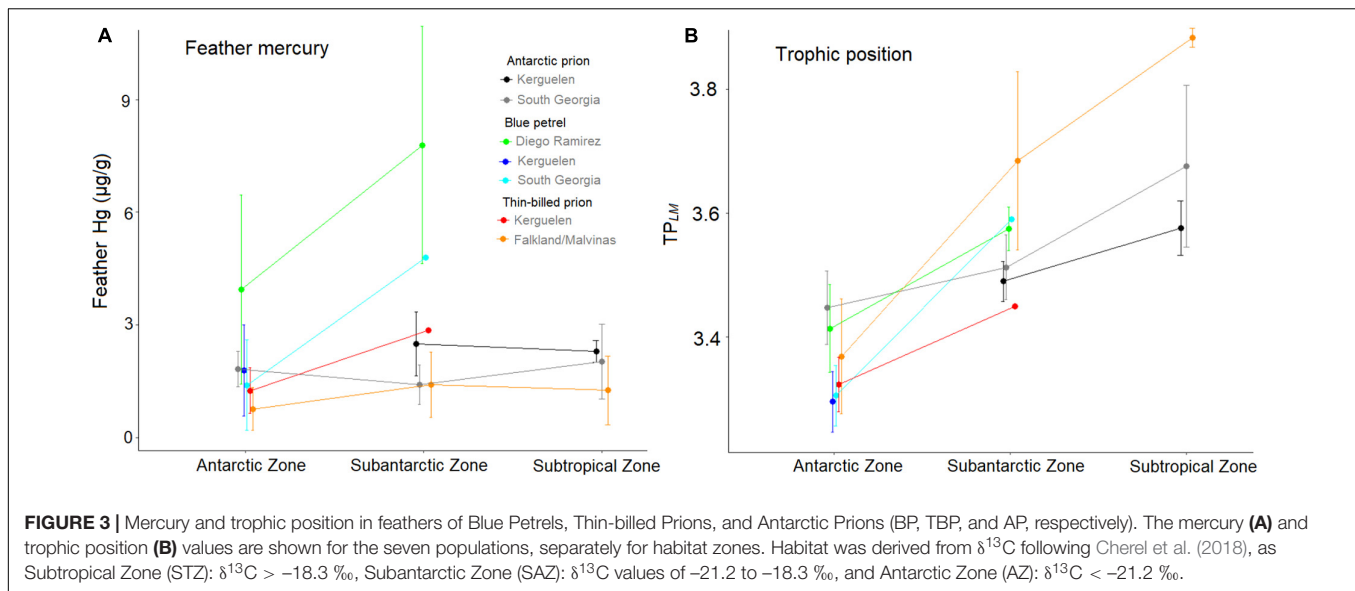 A
Feather mercury
Feather Hg (µg/g)
9
6
3
0
Antarctic Zone Subantarctic Zone Subtropical Zone
Antarctic prion
Kerguelen
South Georgia
Blue petrel
Diego Ramirez
Kerguelen
South Georgia
Thin-billed prion
Kerguelen
Falkland/Malvinas
B
Trophic position
TPLM
3.8
3.6
3.4
Antarctic Zone Subantarctic Zone Subtropical Zone
FIGURE 3 | Mercury and trophic position in feathers of Blue Petrels, Thin-billed Prions, and Antarctic Prions (BP, TBP, and AP, respectively). The mercury (A) and
trophic position (B) values are shown for the seven populations, separately for habitat zones. Habitat was derived from δ¹³C following Cherel et al. (2018), as
Subtropical Zone (STZ): δ¹³C > –18.3 ‰, Subantarctic Zone (SAZ): δ¹³C values of –21.2 to –18.3 ‰, and Antarctic Zone (AZ): δ¹³C < –21.2 ‰.